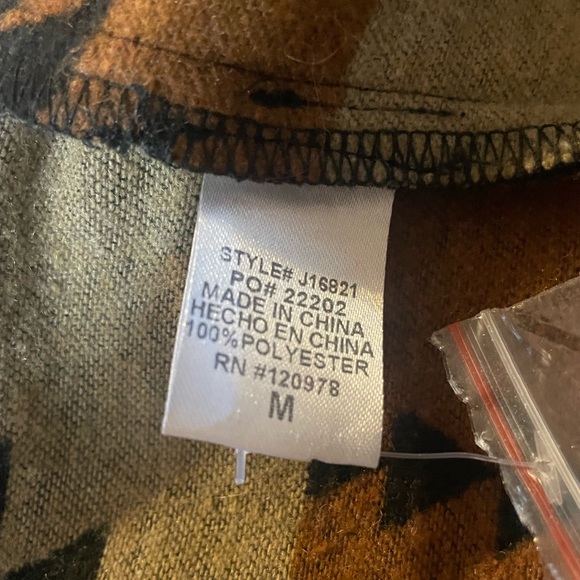 STYLE# J16821
PO# 22202
MADE IN CHINA
HECHO EN CHINA
100%POLYESTER
RN #120978
M